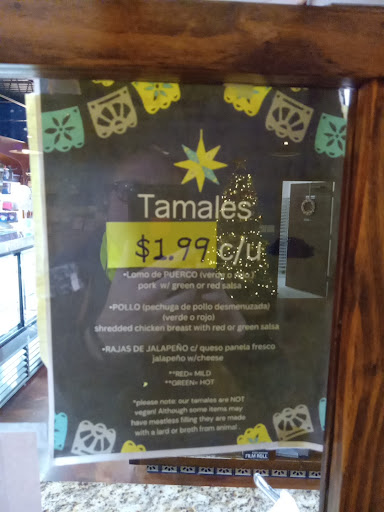 Tamales
$1.99 c/u
•Lomo de PUERCO (verde o rojo)
pork w/ green or red salsa
•POLLO (pechuga de pollo desmenuzada)
(verde o rojo)
shredded chicken breast with red or green salsa
•RAJAS DE JALAPEÑO c/ queso panela fresco
jalapeño w/cheese
**RED= MILD
**GREEN= HOT
*please note: our tamales are NOT
vegan! Although some items may
have meatless filling they are made
with a lard or broth from animal.